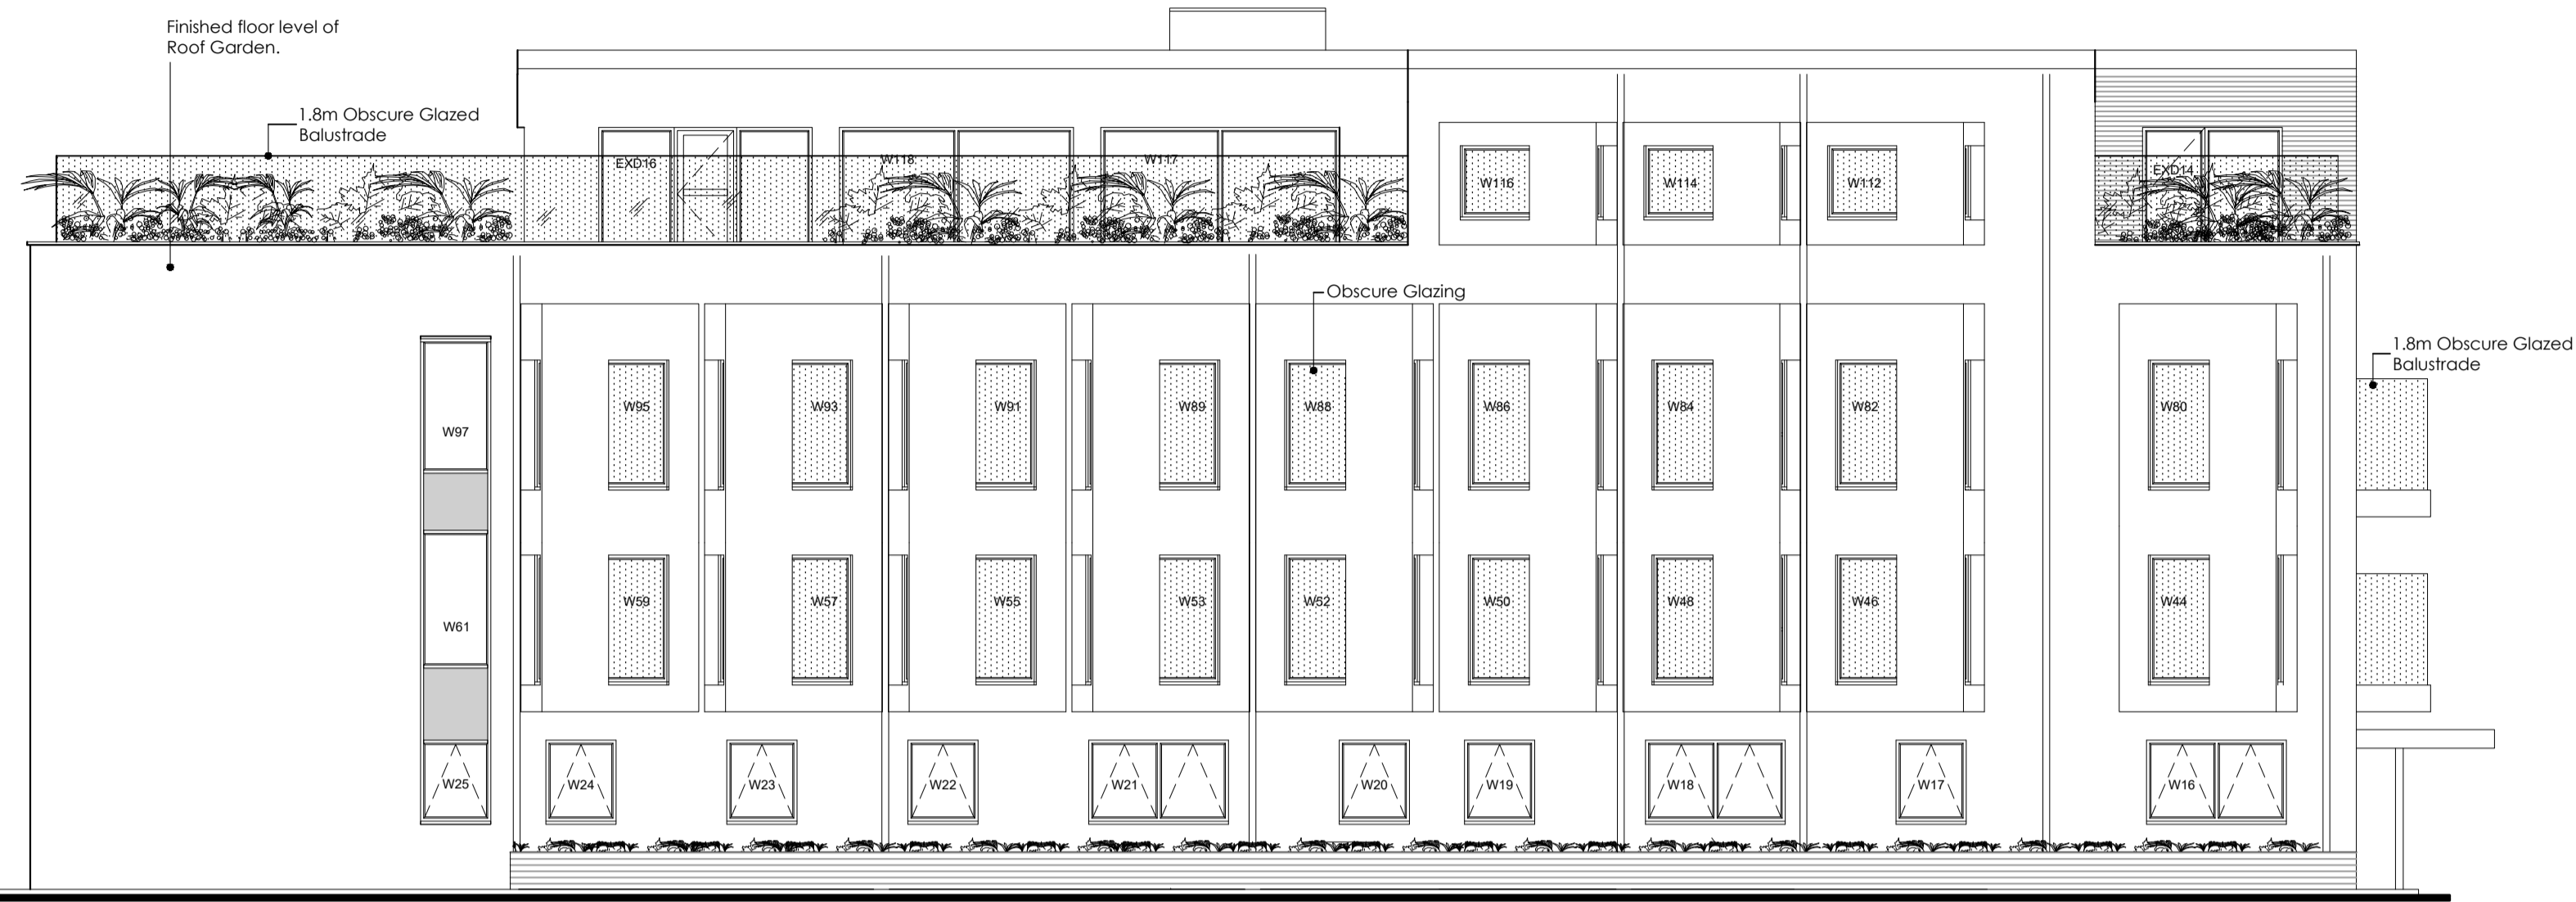 Finished floor level of
Roof Garden.
1.8m Obscure Glazed
Balustrade
EXD16
W118
W117
W116
W114
W112
EXD14
Obscure Glazing
1.8m Obscure Glazed
Balustrade
W97
W95
W93
W91
W89
W88
W86
W84
W82
W80
W61
W59
W57
W55
W53
W52
W50
W48
W46
W44
W25
W24
W23
W22
W21
W20
W19
W18
W17
W16